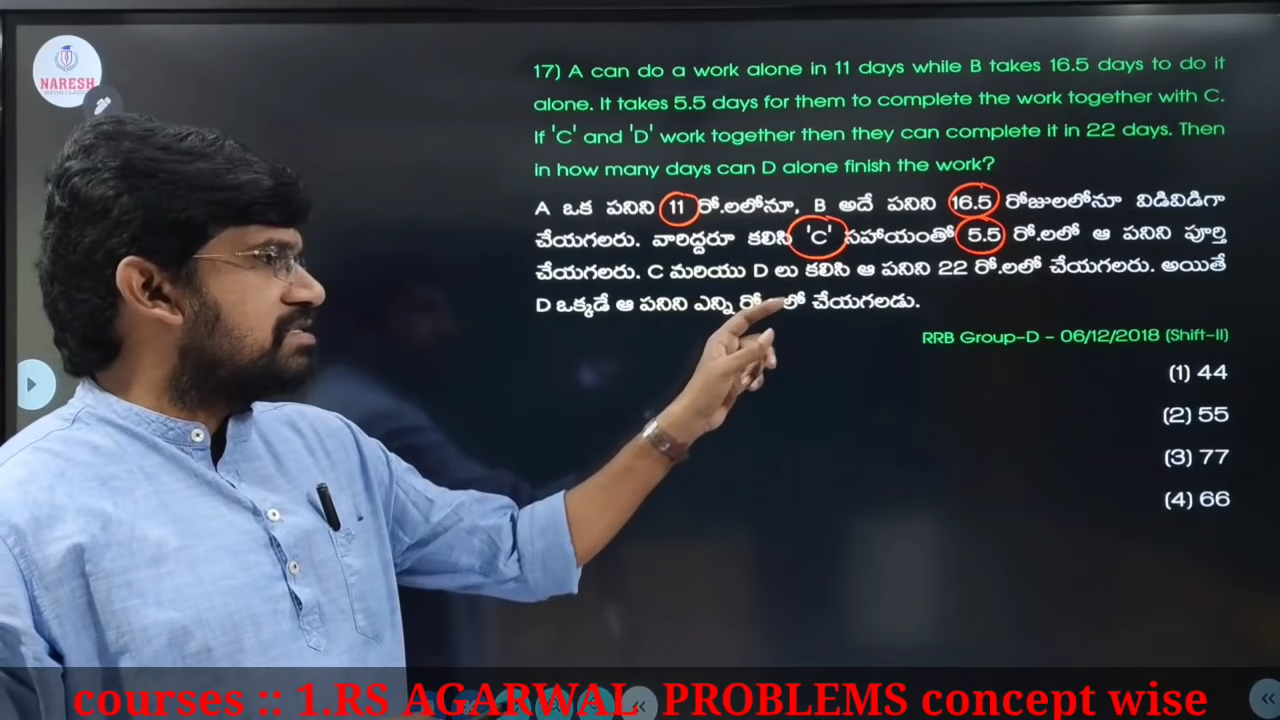 NARESH
17) A can do a work alone in 11 days while B takes 16.5 days to do it
alone. It takes 5.5 days for them to complete the work together with C.
If 'C' and 'D' work together then they can complete it in 22 days. Then
in how many days can D alone finish the work?
A ఒక పనిని 11 రో.లలోనూ, B అదే పనిని 16.5 రోజులలోనూ విడివిడిగా
చేయగలరు. వారిద్దరూ కలిసి 'C' సహాయంతో 5.5 రో.లలో ఆ పనిని పూర్తి
చేయగలరు. C మరియు D లు కలిసి ఆ పనిని 22 రో.లలో చేయగలరు. అయితే
D ఒక్కడే ఆ పనిని ఎన్ని చేయగలడు.
RRB Group-D - 06/12/2018 (Shift-II)
(1) 44
(2) 55
(3) 77
(4) 66
courses :: 1.RS AGARWAL PROBLEMS concept wise